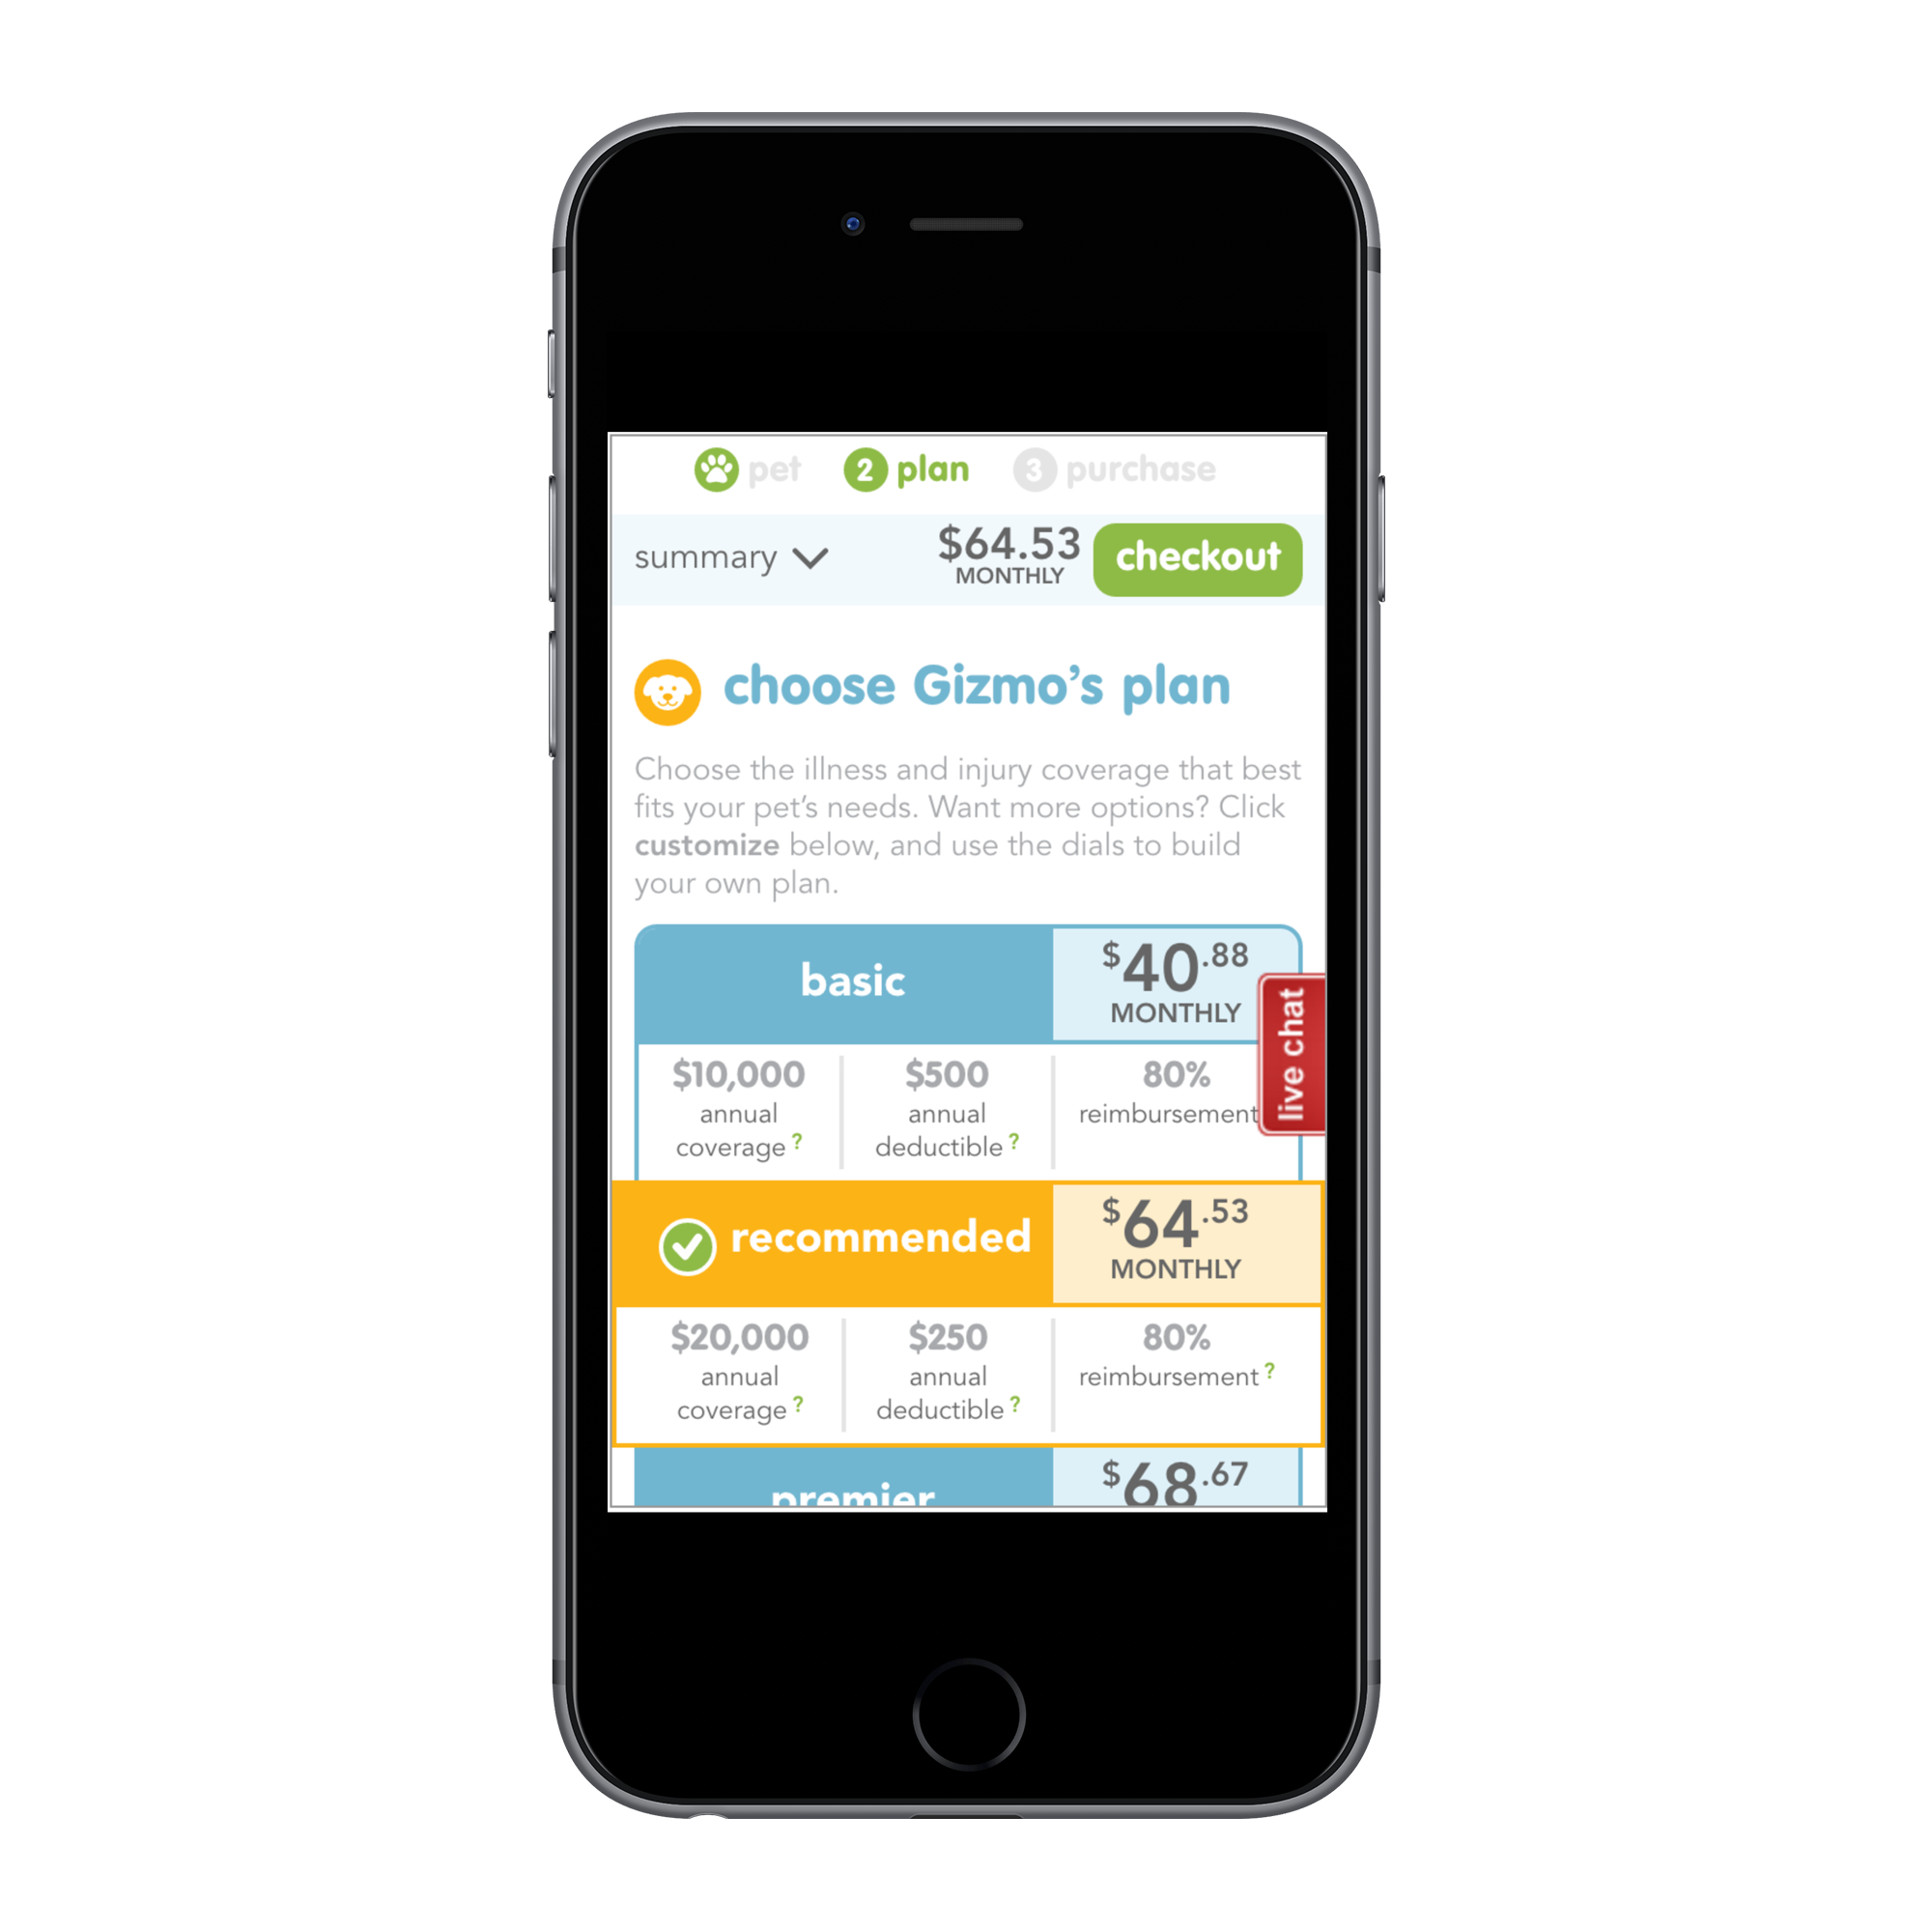 pet 2 plan 3 purchase
summary $64.53 MONTHLY checkout
choose Gizmo's plan
Choose the illness and injury coverage that best
fits your pet's needs. Want more options? Click
customize below, and use the dials to build
your own plan.
basic $40.88 MONTHLY
live chat
$10,000 annual coverage ?
$500 annual deductible ?
80% reimbursement
recommended $64.53 MONTHLY
$20,000 annual coverage ?
$250 annual deductible ?
80% reimbursement ?
premier $68.67